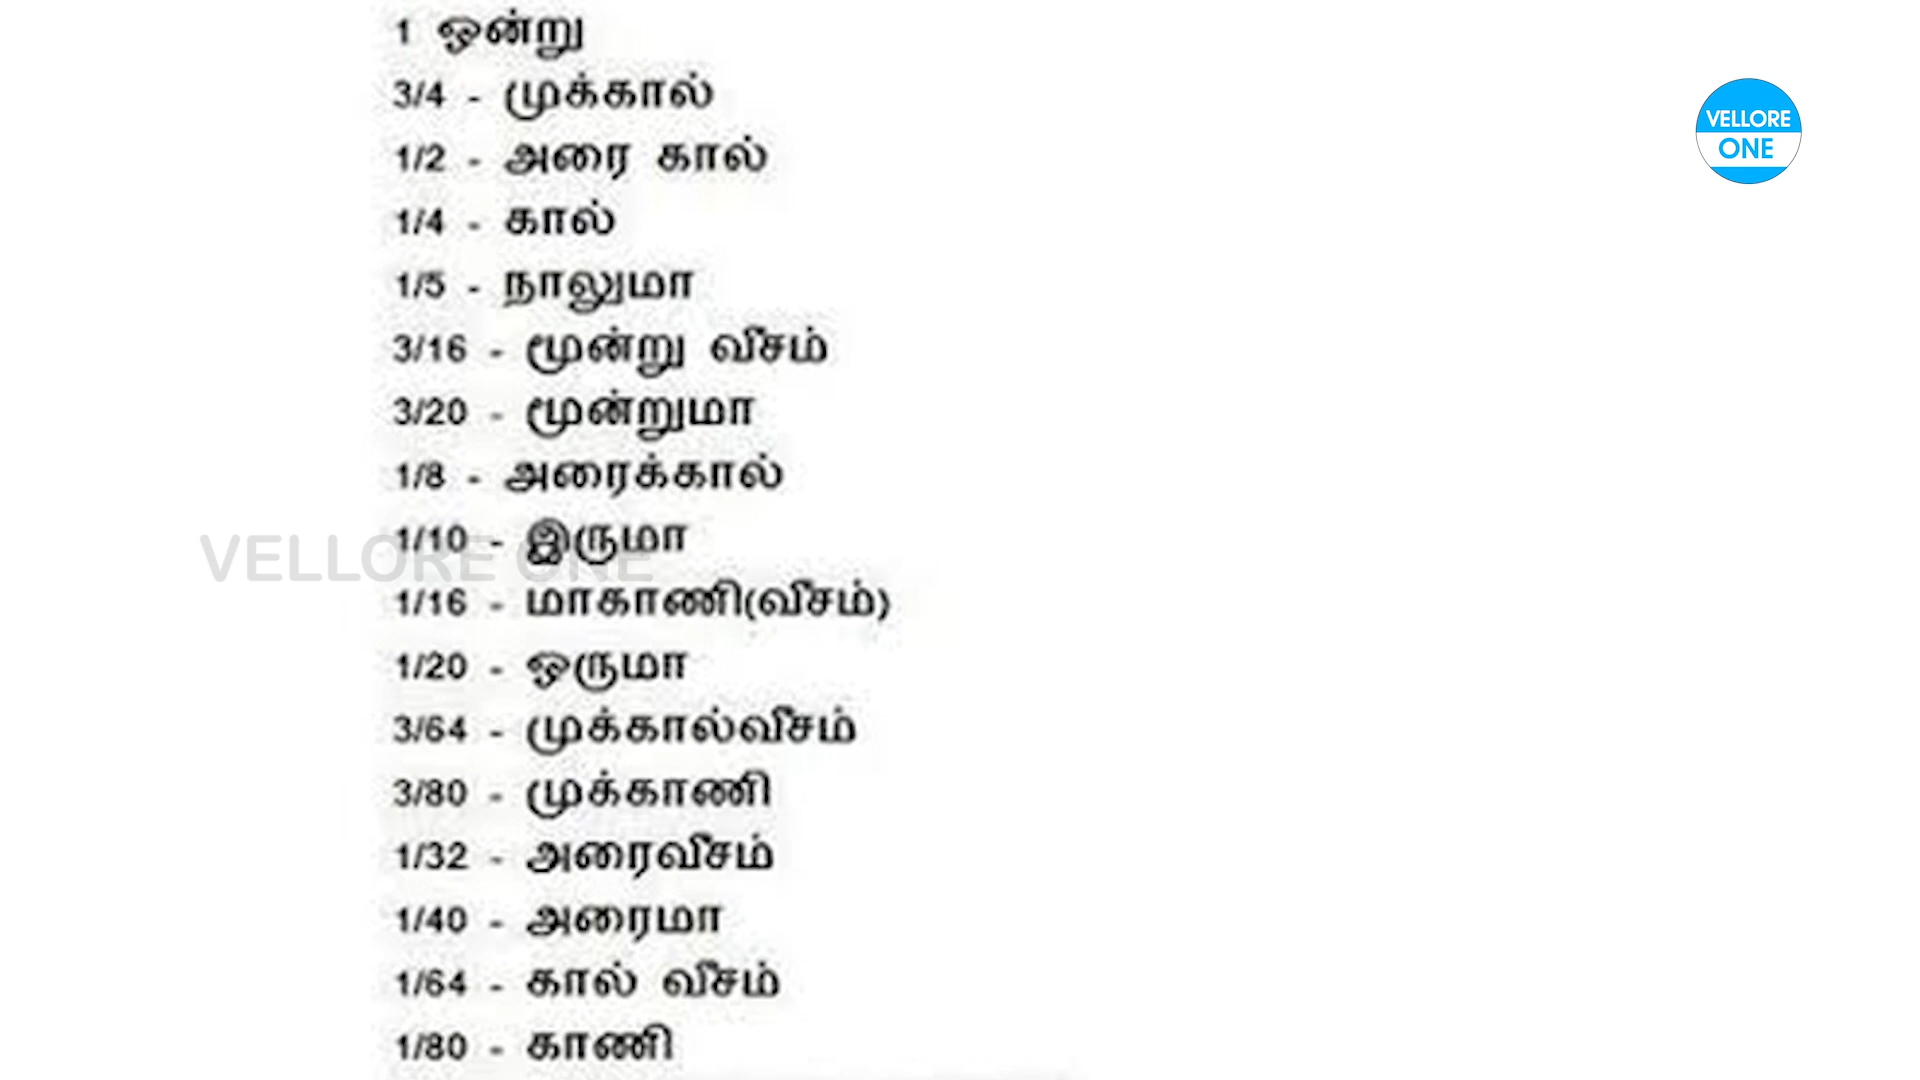 1 ஒன்று
3/4 - முக்கால்
1/2 - அரை கால்
1/4 - கால்
1/5 - நாலுமா
3/16 - மூன்று வீசம்
3/20 - மூன்றுமா
1/8 - அரைக்கால்
1/10 - இருமா
1/16 - மாகாணி(வீசம்)
1/20 - ஒருமா
3/64 - முக்கால்வீசம்
3/80 - முக்காணி
1/32 - அரைவீசம்
1/40 - அரைமா
1/64 - கால் வீசம்
1/80 - காணி
VELLORE
ONE
VELLORE ONE